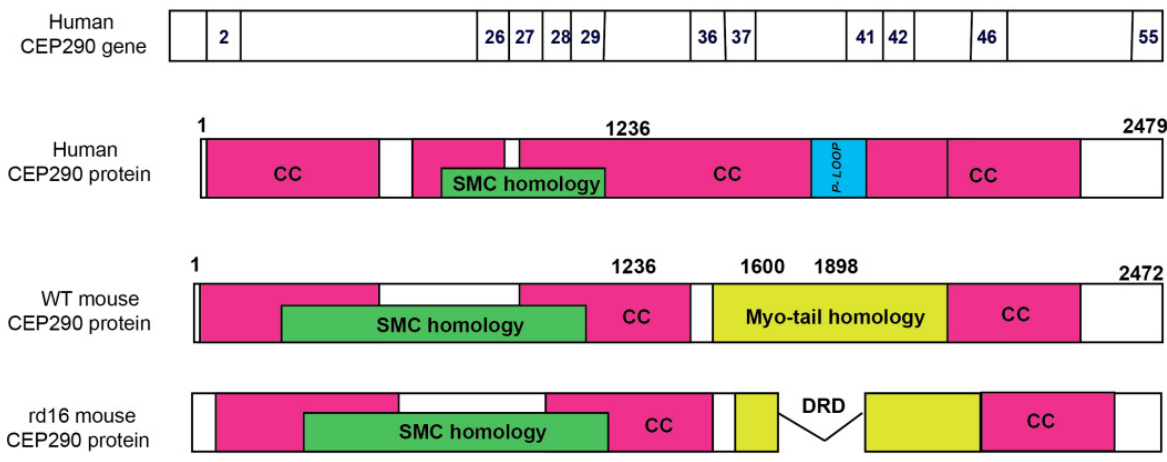 Human
CEP290 gene
2 26 27 28 29 36 37 41 42 46 55
1 1236 2479
Human
CEP290 protein
CC SMC homology CC P- LOOP CC
1 1236 1600 1898 2472
WT mouse
CEP290 protein
SMC homology CC Myo-tail homology CC
rd16 mouse
CEP290 protein
SMC homology CC DRD CC